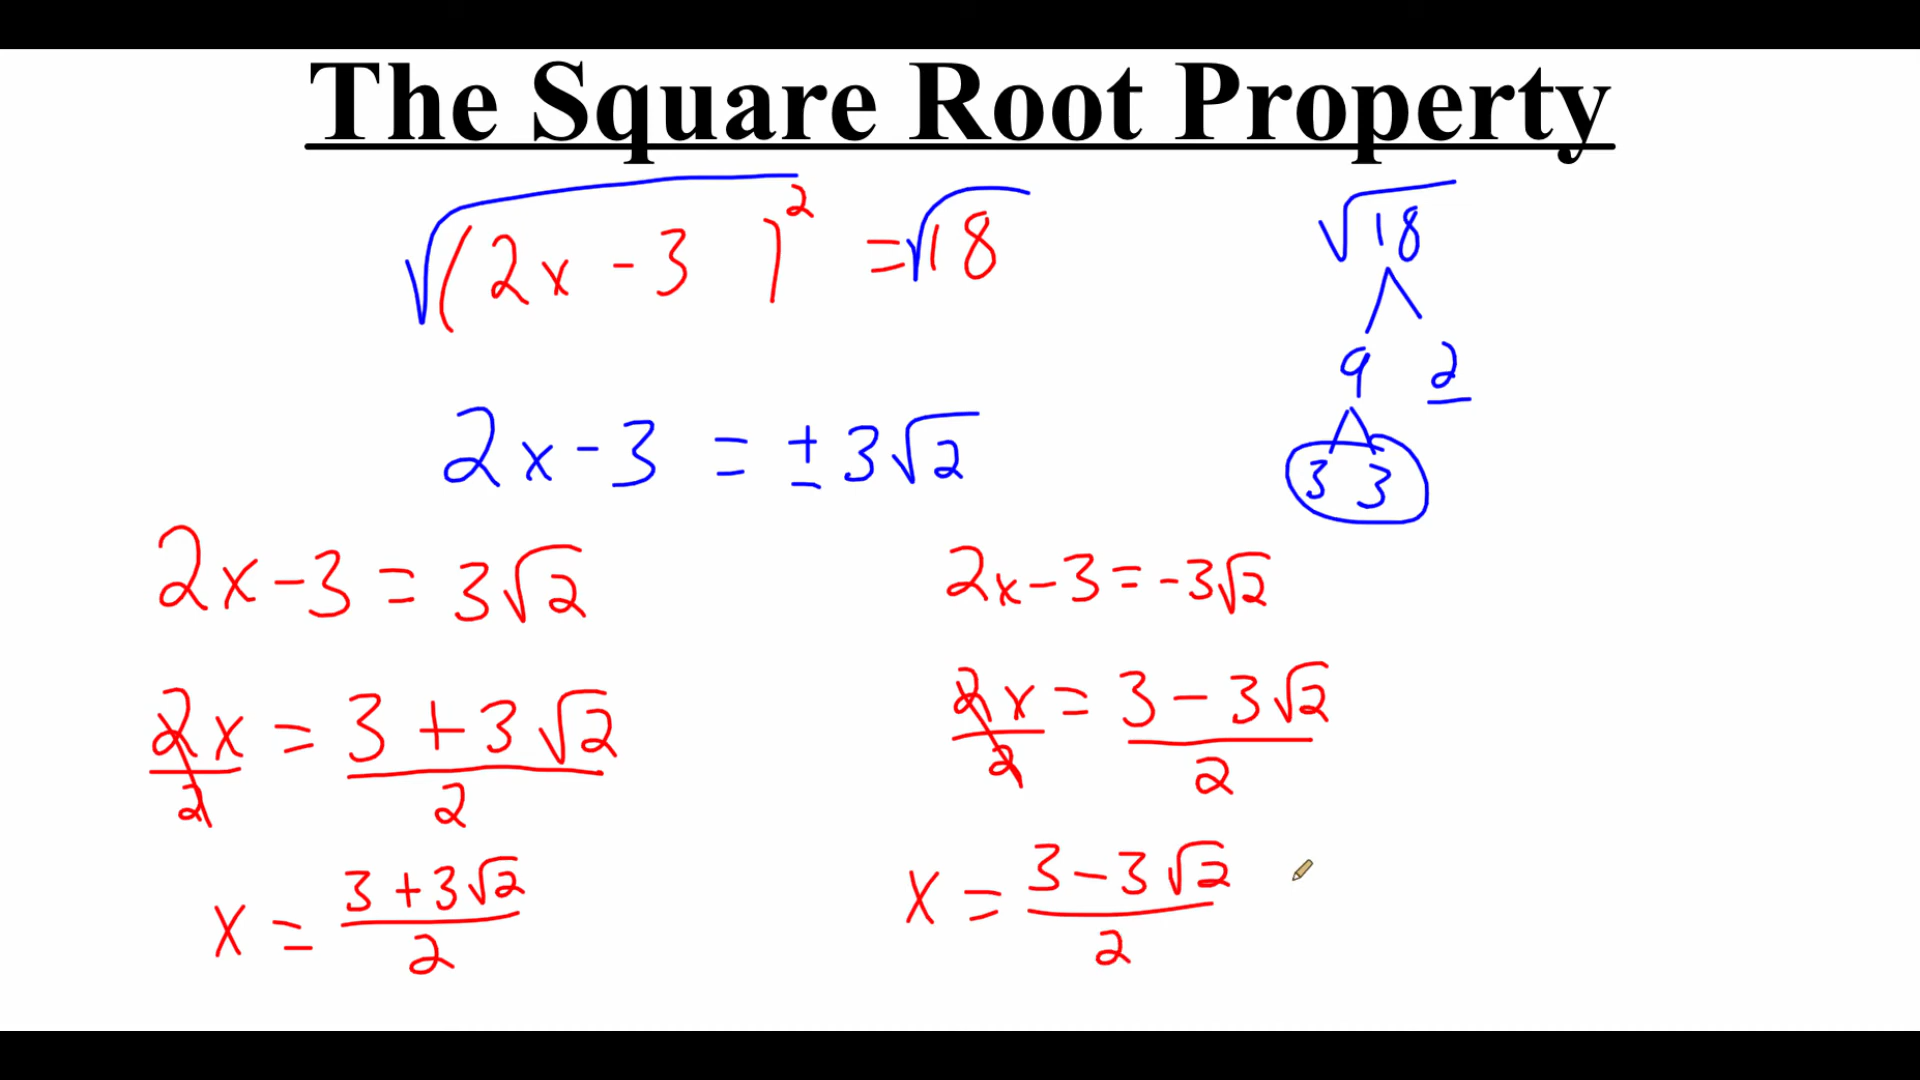 The Square Root Property
√(2x - 3)² = √18
√18
9 2
2x - 3 = ± 3√2
3 3
2x - 3 = 3√2
2x - 3 = -3√2
2x/2 = (3 + 3√2)/2
2x/2 = (3 - 3√2)/2
x = (3 + 3√2)/2
x = (3 - 3√2)/2